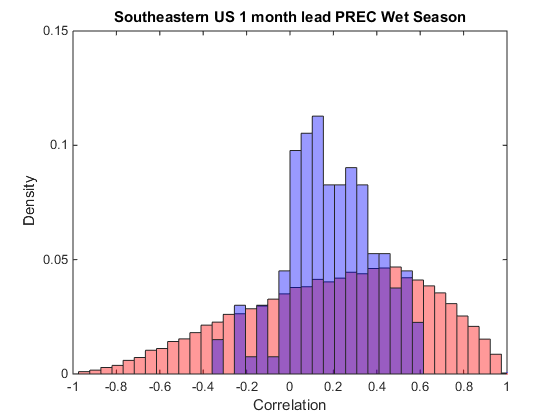 Southeastern US 1 month lead PREC Wet Season
0.15
0.1
0.05
0
Density
-1 -0.8 -0.6 -0.4 -0.2 0 0.2 0.4 0.6 0.8 1
Correlation